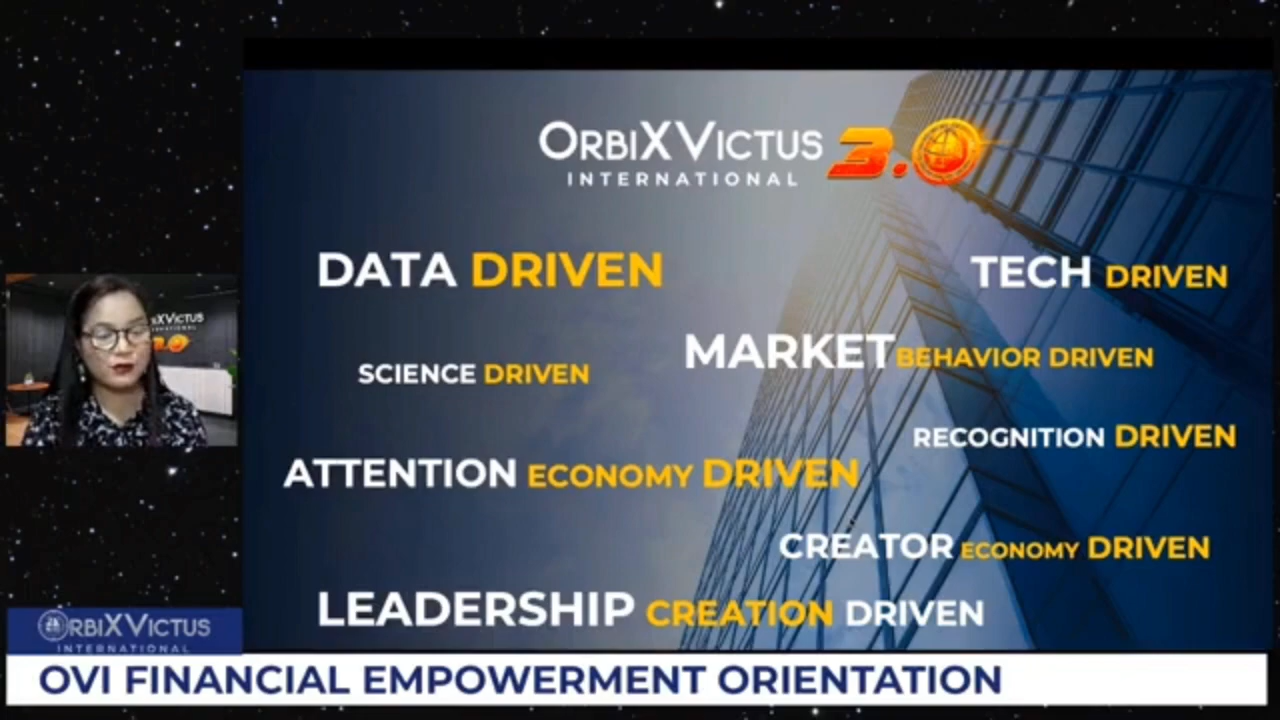 ORBIXVICTUS 3.0
INTERNATIONAL
DATA DRIVEN
TECH DRIVEN
MARKET BEHAVIOR DRIVEN
SCIENCE DRIVEN
RECOGNITION DRIVEN
ATTENTION ECONOMY DRIVEN
CREATOR ECONOMY DRIVEN
LEADERSHIP CREATION DRIVEN
IXVICTUS
ORBIXVICTUS
INTERNATIONAL
OVI FINANCIAL EMPOWERMENT ORIENTATION